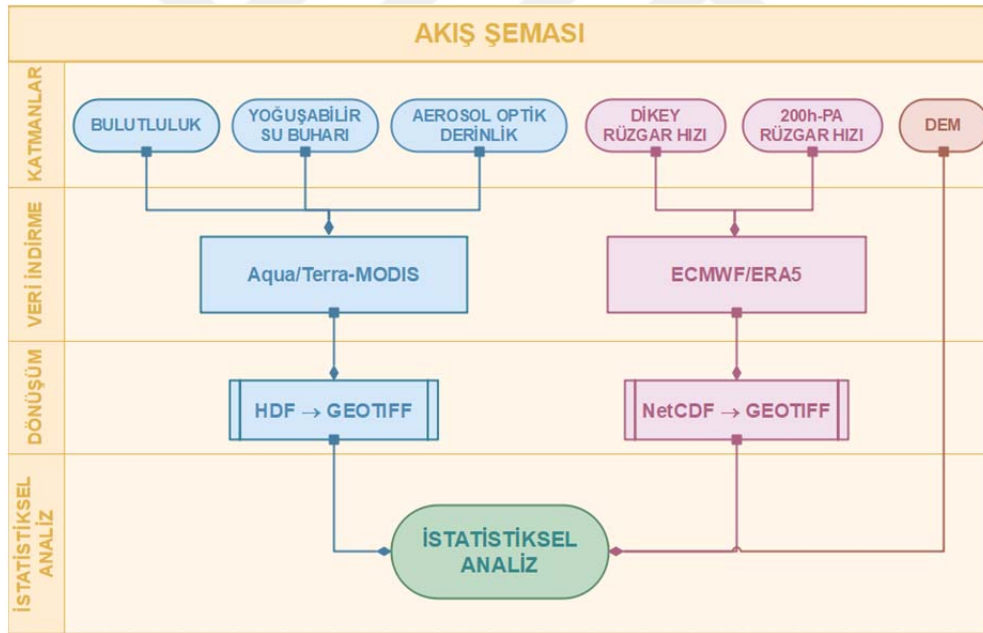 AKIŞ ŞEMASI
KATMANLAR
BULUTLULUK
YOĞUŞABİLİR
SU BUHARI
AEROSOL OPTİK
DERİNLİK
DİKEY
RÜZGAR HIZI
200h-PA
RÜZGAR HIZI
DEM
VERİ İNDİRME
Aqua/Terra-MODIS
ECMWF/ERA5
DÖNÜŞÜM
HDF → GEOTIFF
NetCDF → GEOTIFF
İSTATİSTİKSEL
ANALİZ
İSTATİSTİKSEL
ANALİZ